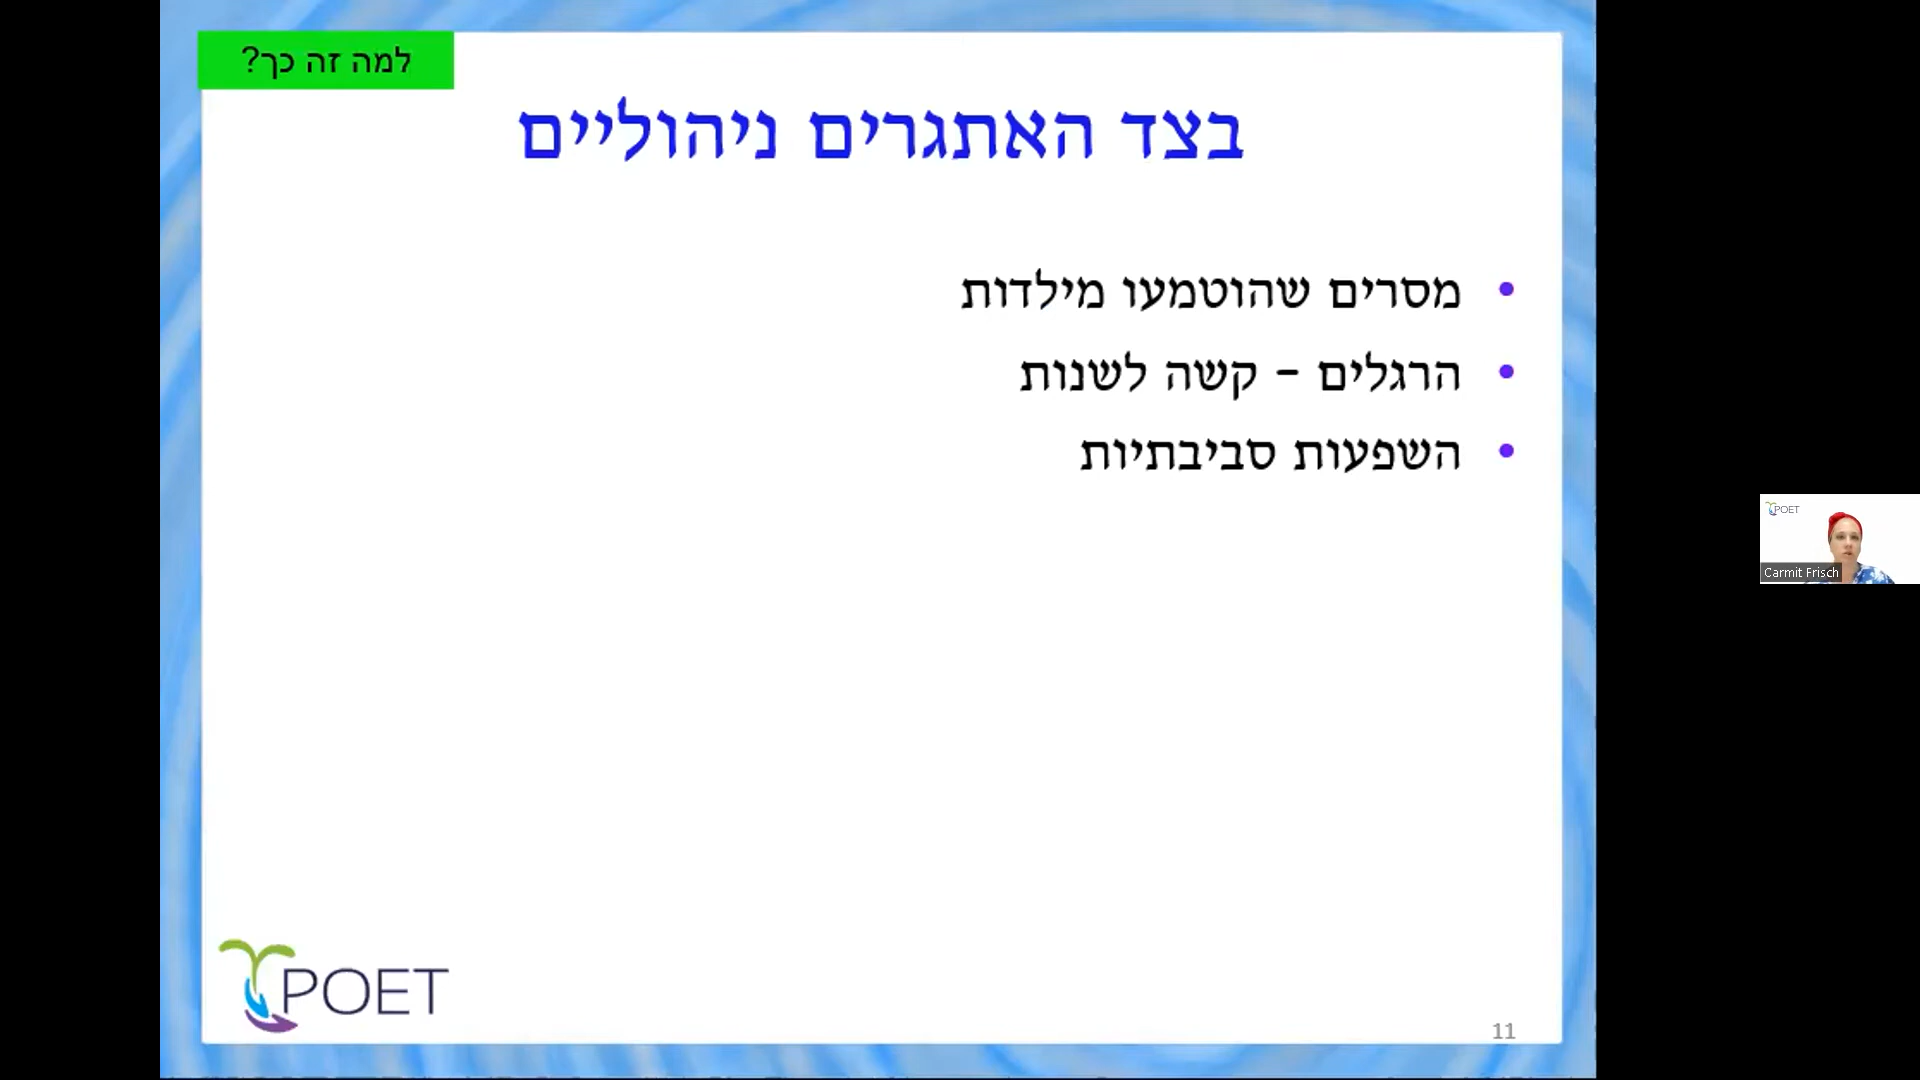 למה זה כך?
בצד האתגרים ניהוליים
• מסרים שהוטמעו מילדות
• הרגלים – קשה לשנות
• השפעות סביבתיות
POET
Carmit Frisch
POET
11